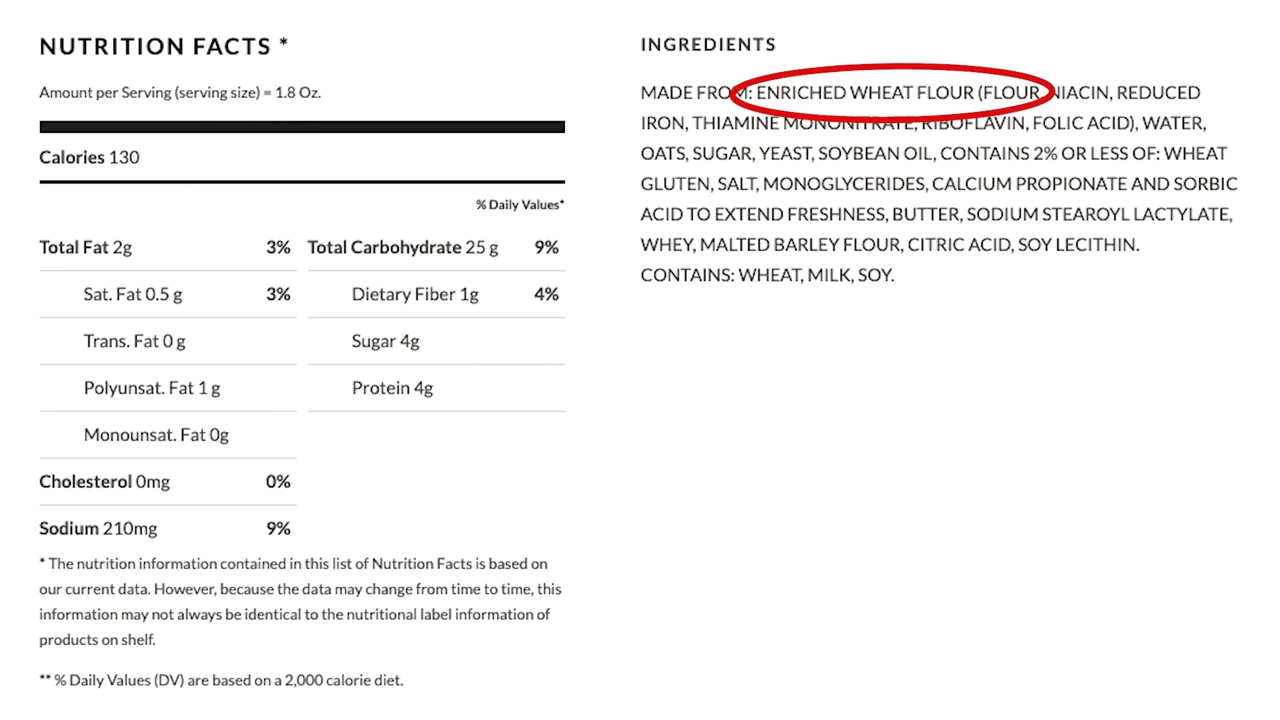 NUTRITION FACTS *
Amount per Serving (serving size) = 1.8 Oz.
Calories 130
% Daily Values*
Total Fat 2g 3%
Sat. Fat 0.5 g 3%
Trans. Fat 0 g
Polyunsat. Fat 1 g
Monounsat. Fat 0g
Cholesterol 0mg 0%
Sodium 210mg 9%
Total Carbohydrate 25 g 9%
Dietary Fiber 1g 4%
Sugar 4g
Protein 4g
* The nutrition information contained in this list of Nutrition Facts is based on
our current data. However, because the data may change from time to time, this
information may not always be identical to the nutritional label information of
products on shelf.
** % Daily Values (DV) are based on a 2,000 calorie diet.
INGREDIENTS
MADE FROM: ENRICHED WHEAT FLOUR (FLOUR, NIACIN, REDUCED
IRON, THIAMINE MONONITRATE, RIBOFLAVIN, FOLIC ACID), WATER,
OATS, SUGAR, YEAST, SOYBEAN OIL, CONTAINS 2% OR LESS OF: WHEAT
GLUTEN, SALT, MONOGLYCERIDES, CALCIUM PROPIONATE AND SORBIC
ACID TO EXTEND FRESHNESS, BUTTER, SODIUM STEAROYL LACTYLATE,
WHEY, MALTED BARLEY FLOUR, CITRIC ACID, SOY LECITHIN.
CONTAINS: WHEAT, MILK, SOY.